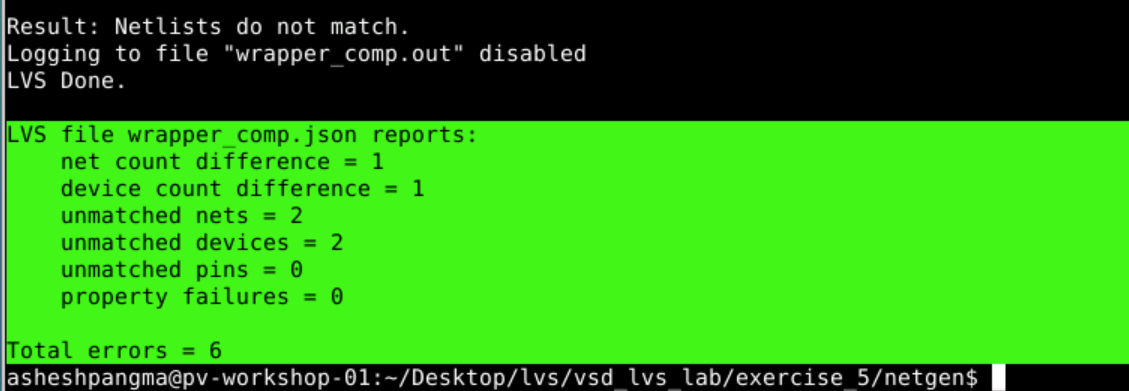 Result: Netlists do not match.
Logging to file "wrapper_comp.out" disabled
LVS Done.
LVS file wrapper_comp.json reports:
    net count difference = 1
    device count difference = 1
    unmatched nets = 2
    unmatched devices = 2
    unmatched pins = 0
    property failures = 0
Total errors = 6
asheshpangma@pv-workshop-01:~/Desktop/lvs/vsd_lvs_lab/exercise_5/netgen$